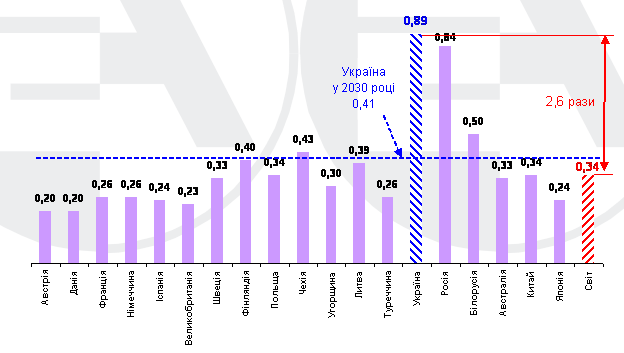 0,89
0,84
Україна
у 2030 році
0,41
2,6 рази
0,50
0,43
0,40
0,39
0,33
0,34
0,30
0,33
0,34
0,34
0,20
0,20
0,26
0,26
0,24
0,23
0,26
0,24
Австрія
Данія
Франція
Німеччина
Іспанія
Великобританія
Швеція
Фінляндія
Польща
Чехія
Угорщина
Литва
Туреччина
Україна
Росія
Білорусія
Австралія
Китай
Японія
Світ